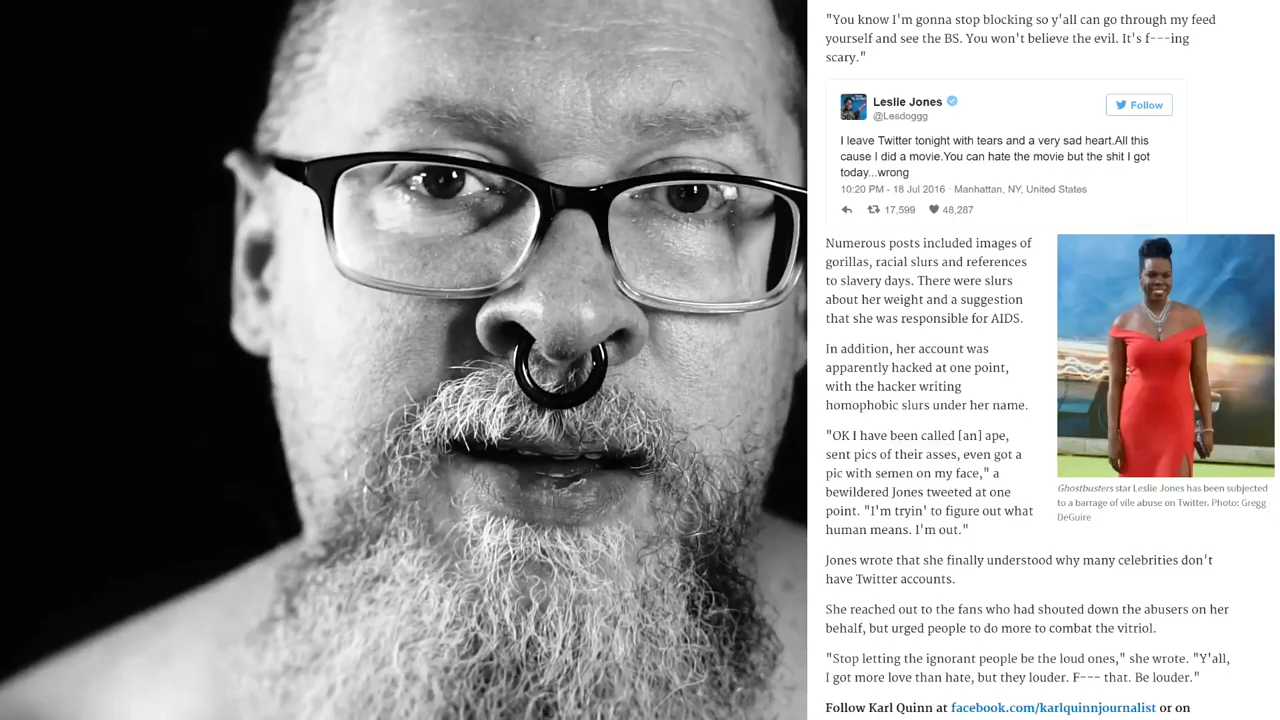 "You know I'm gonna stop blocking so y'all can go through my feed
yourself and see the BS. You won't believe the evil. It's f---ing
scary."
Leslie Jones
@Lesdoggg
Follow
I leave Twitter tonight with tears and a very sad heart.All this
cause I did a movie.You can hate the movie but the shit I got
today...wrong
10:20 PM - 18 Jul 2016 · Manhattan, NY, United States
17,599 48,287
Numerous posts included images of
gorillas, racial slurs and references
to slavery days. There were slurs
about her weight and a suggestion
that she was responsible for AIDS.
In addition, her account was
apparently hacked at one point,
with the hacker writing
homophobic slurs under her name.
"OK I have been called [an] ape,
sent pics of their asses, even got a
pic with semen on my face," a
bewildered Jones tweeted at one
point. "I'm tryin' to figure out what
human means. I'm out."
Ghostbusters star Leslie Jones has been subjected
to a barrage of vile abuse on Twitter. Photo: Gregg
DeGuire
Jones wrote that she finally understood why many celebrities don't
have Twitter accounts.
She reached out to the fans who had shouted down the abusers on her
behalf, but urged people to do more to combat the vitriol.
"Stop letting the ignorant people be the loud ones," she wrote. "Y'all,
I got more love than hate, but they louder. F--- that. Be louder."
Follow Karl Quinn at facebook.com/karlquinnjournalist or on